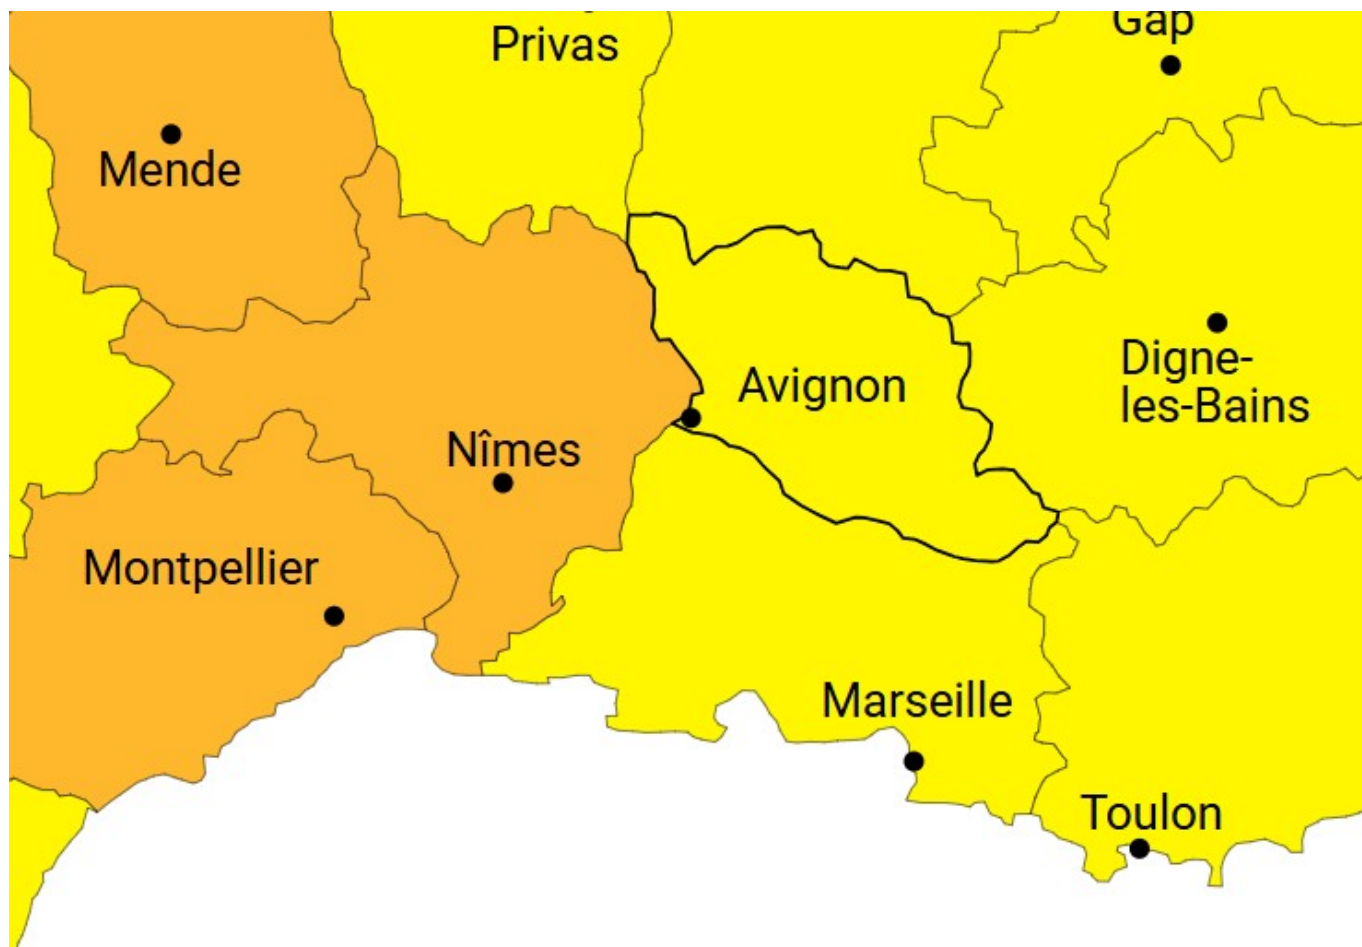 Gap
Privas
Mende
Digne-
les-Bains
Avignon
Nîmes
Montpellier
Marseille
Toulon